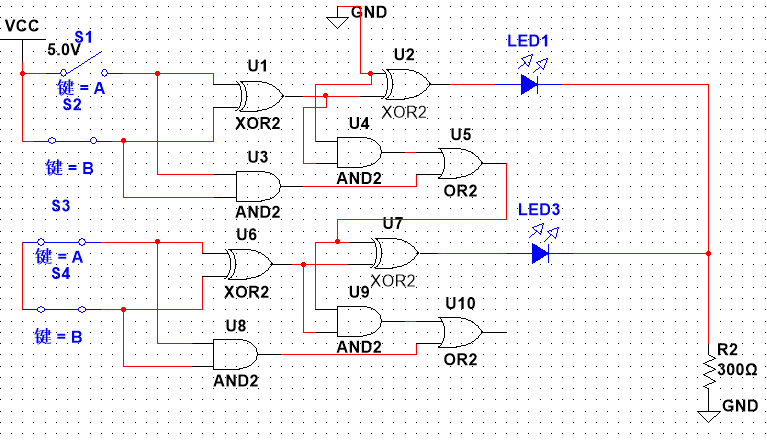 GND
VCC
S1
5.0V
键 = A
S2
U1
XOR2
U2
XOR2
LED1
键 = B
U3
AND2
U4
AND2
U5
OR2
S3
键 = A
S4
键 = B
U6
XOR2
U7
XOR2
LED3
U8
AND2
U9
AND2
U10
OR2
R2
300Ω
GND